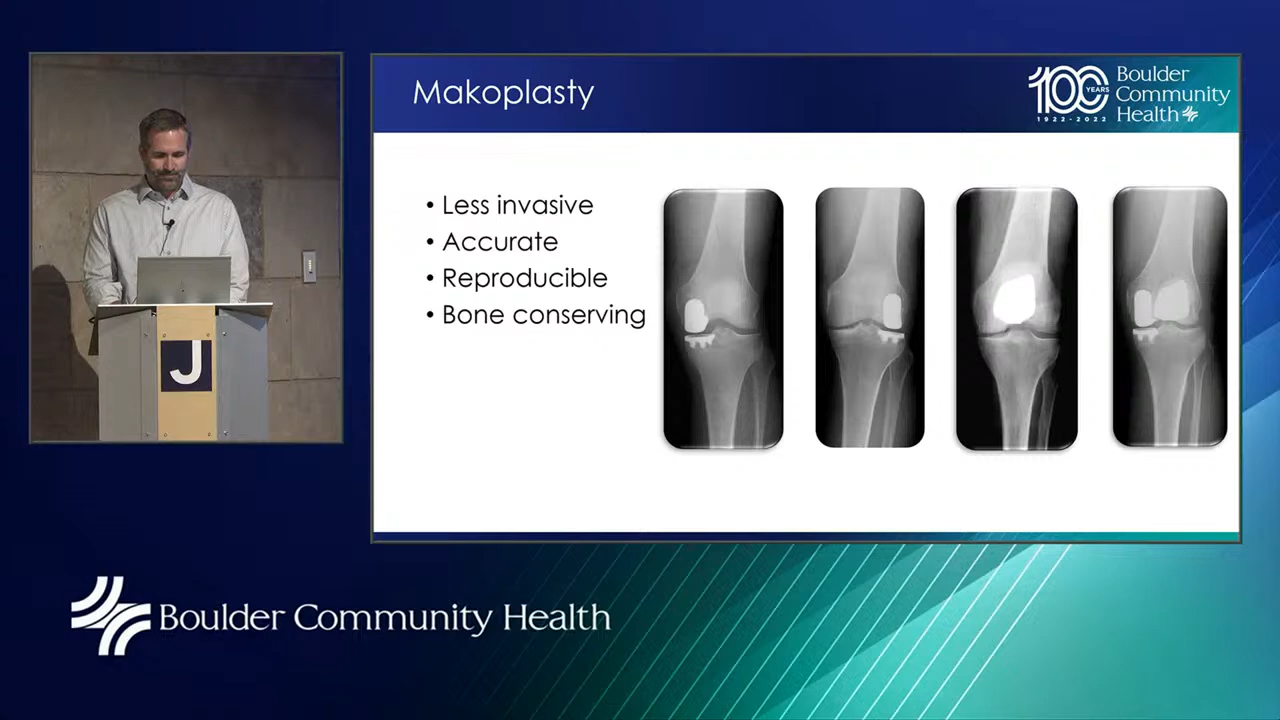 Makoplasty
100
YEARS
1922-2022
Boulder
Community
Health
• Less invasive
• Accurate
• Reproducible
• Bone conserving
J
Boulder Community Health